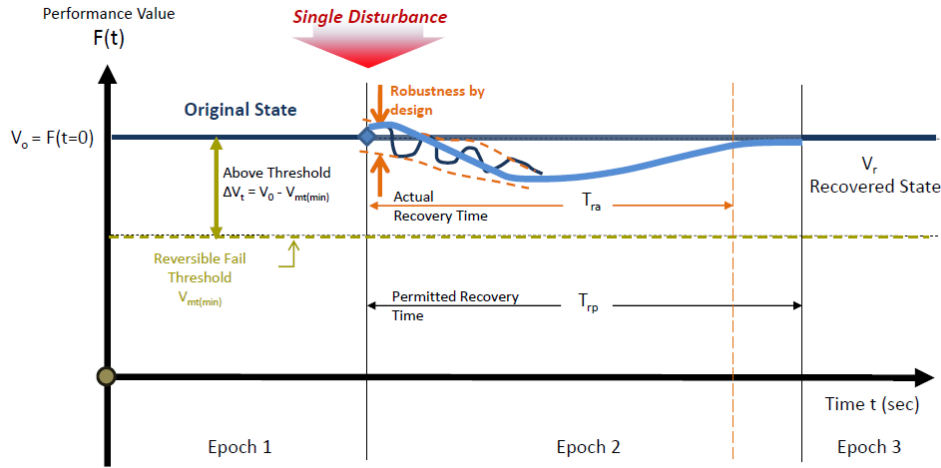 Performance Value
F(t)
Single Disturbance
Original State
Robustness by
design
Vo = F(t=0)
Above Threshold
ΔVt = V0 - Vmt(min)
Actual
Recovery Time
Tra
Vr
Recovered State
Reversible Fail
Threshold
Vmt(min)
Permitted Recovery
Time
Trp
Time t (sec)
Epoch 1
Epoch 2
Epoch 3